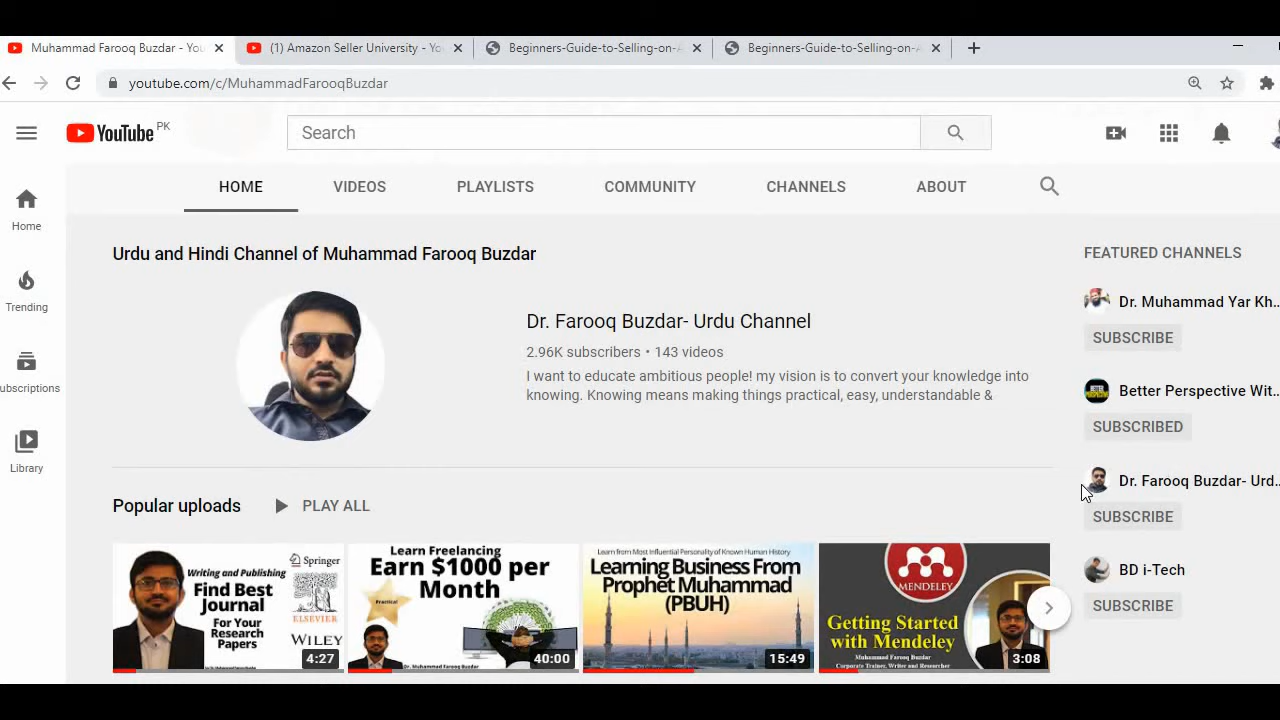 Muhammad Farooq Buzdar - You
(1) Amazon Seller University - Yo
Beginners-Guide-to-Selling-on-A
Beginners-Guide-to-Selling-on-A
youtube.com/c/MuhammadFarooqBuzdar
YouTube PK
Search
HOME VIDEOS PLAYLISTS COMMUNITY CHANNELS ABOUT
Home
Trending
ubscriptions
Library
Urdu and Hindi Channel of Muhammad Farooq Buzdar
Dr. Farooq Buzdar- Urdu Channel
2.96K subscribers • 143 videos
I want to educate ambitious people! my vision is to convert your knowledge into
knowing. Knowing means making things practical, easy, understandable &
FEATURED CHANNELS
Dr. Muhammad Yar Kh...
SUBSCRIBE
Better Perspective Wit...
SUBSCRIBED
Dr. Farooq Buzdar- Urd...
SUBSCRIBE
BD i-Tech
SUBSCRIBE
Popular uploads PLAY ALL
Writing and Publishing
Find Best
Journal
For Your
Research
Papers
Springer
ELSEVIER
WILEY
4:27
Learn Freelancing
Earn $1000 per
Month
Practical
Dr. Muhammad Farooq Buzdar
40:00
Learn from Most Influential Personality of Known Human History
Learning Business From
Prophet Muhammad
(PBUH)
15:49
MENDELEY
Getting Started
with Mendeley
Muhammad Farooq Buzdar
Corporate Trainer, Writer and Researcher
3:08